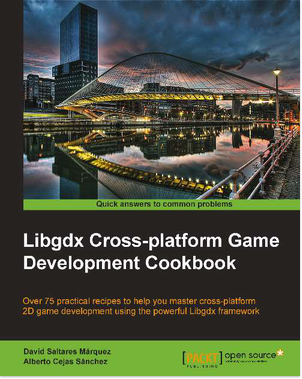 Quick answers to common problems
Libgdx Cross-platform Game
Development Cookbook
Over 75 practical recipes to help you master cross-platform
2D game development using the powerful Libgdx framework
David Saltares Márquez
Alberto Cejas Sánchez
[PACKT] open source
PUBLISHING